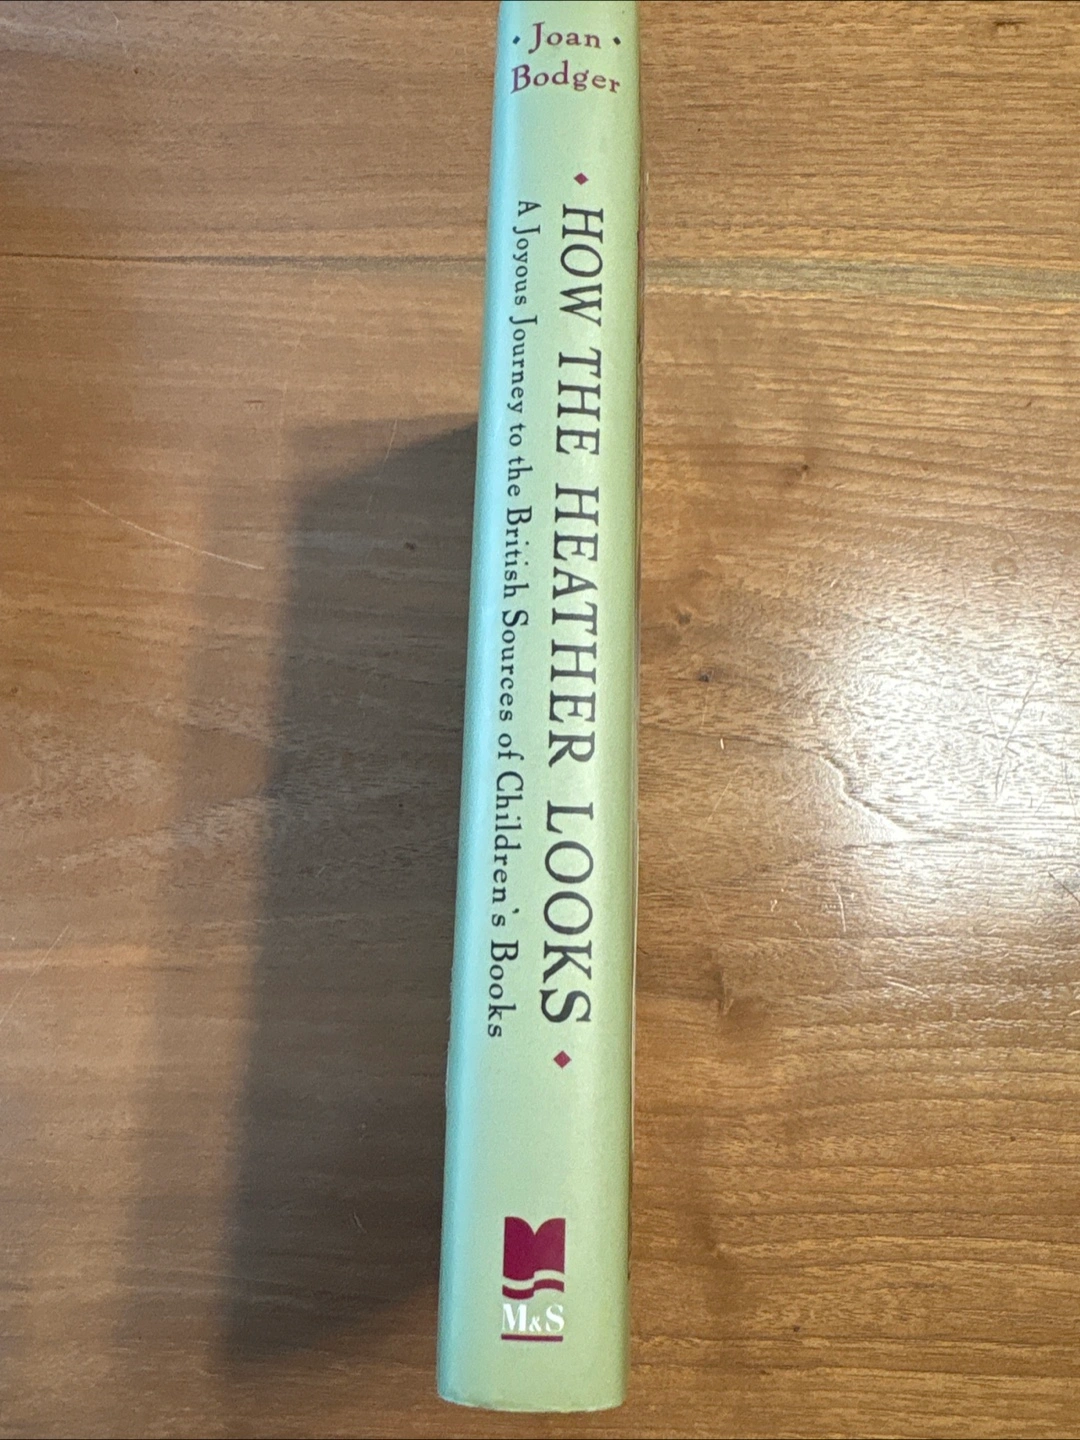 Joan
Bodger
HOW THE HEATHER LOOKS
A Joyous Journey to the British Sources of Children's Books
M&S